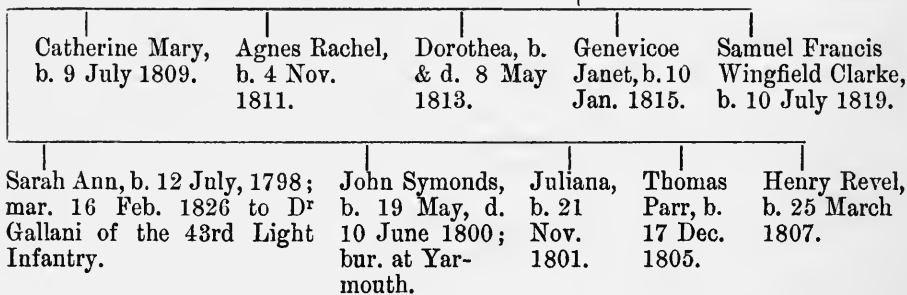 Catherine Mary,
b. 9 July 1809.
Agnes Rachel,
b. 4 Nov.
1811.
Dorothea, b.
& d. 8 May
1813.
Genevicoe
Janet, b. 10
Jan. 1815.
Samuel Francis
Wingfield Clarke,
b. 10 July 1819.
Sarah Ann, b. 12 July, 1798;
mar. 16 Feb. 1826 to Dʳ
Gallani of the 43rd Light
Infantry.
John Symonds,
b. 19 May, d.
10 June 1800;
bur. at Yar-
mouth.
Juliana,
b. 21
Nov.
1801.
Thomas
Parr, b.
17 Dec.
1805.
Henry Revel,
b. 25 March
1807.